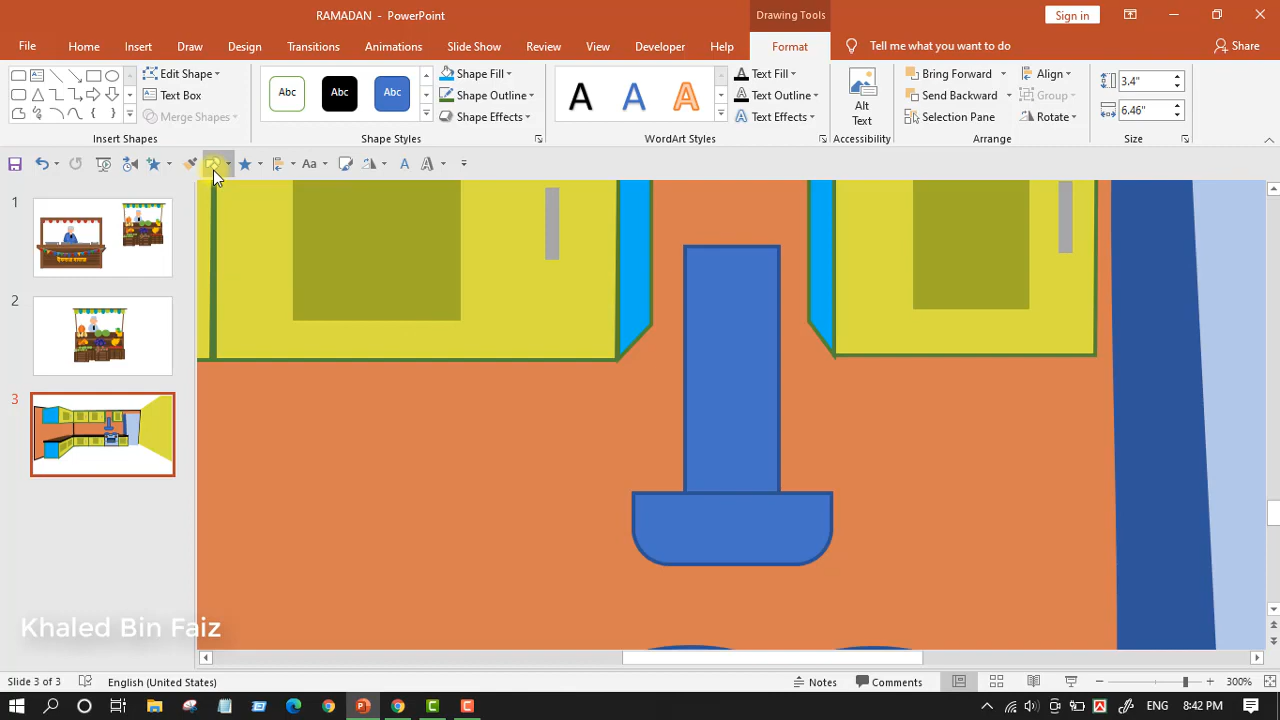 RAMADAN - PowerPoint
Drawing Tools
Sign in
File
Home
Insert
Draw
Design
Transitions
Animations
Slide Show
Review
View
Developer
Help
Format
Tell me what you want to do
Share
Edit Shape
Text Box
Merge Shapes
Insert Shapes
Abc
Abc
Abc
Shape Fill
Shape Outline
Shape Effects
Shape Styles
A
A
A
WordArt Styles
Text Fill
Text Outline
Text Effects
Alt
Text
Accessibility
Bring Forward
Send Backward
Selection Pane
Arrange
Align
Group
Rotate
3.4"
6.46"
Size
Aa
A
A
1
2
3
Khaled Bin Faiz
Slide 3 of 3
English (United States)
Notes
Comments
300%
ENG
8:42 PM